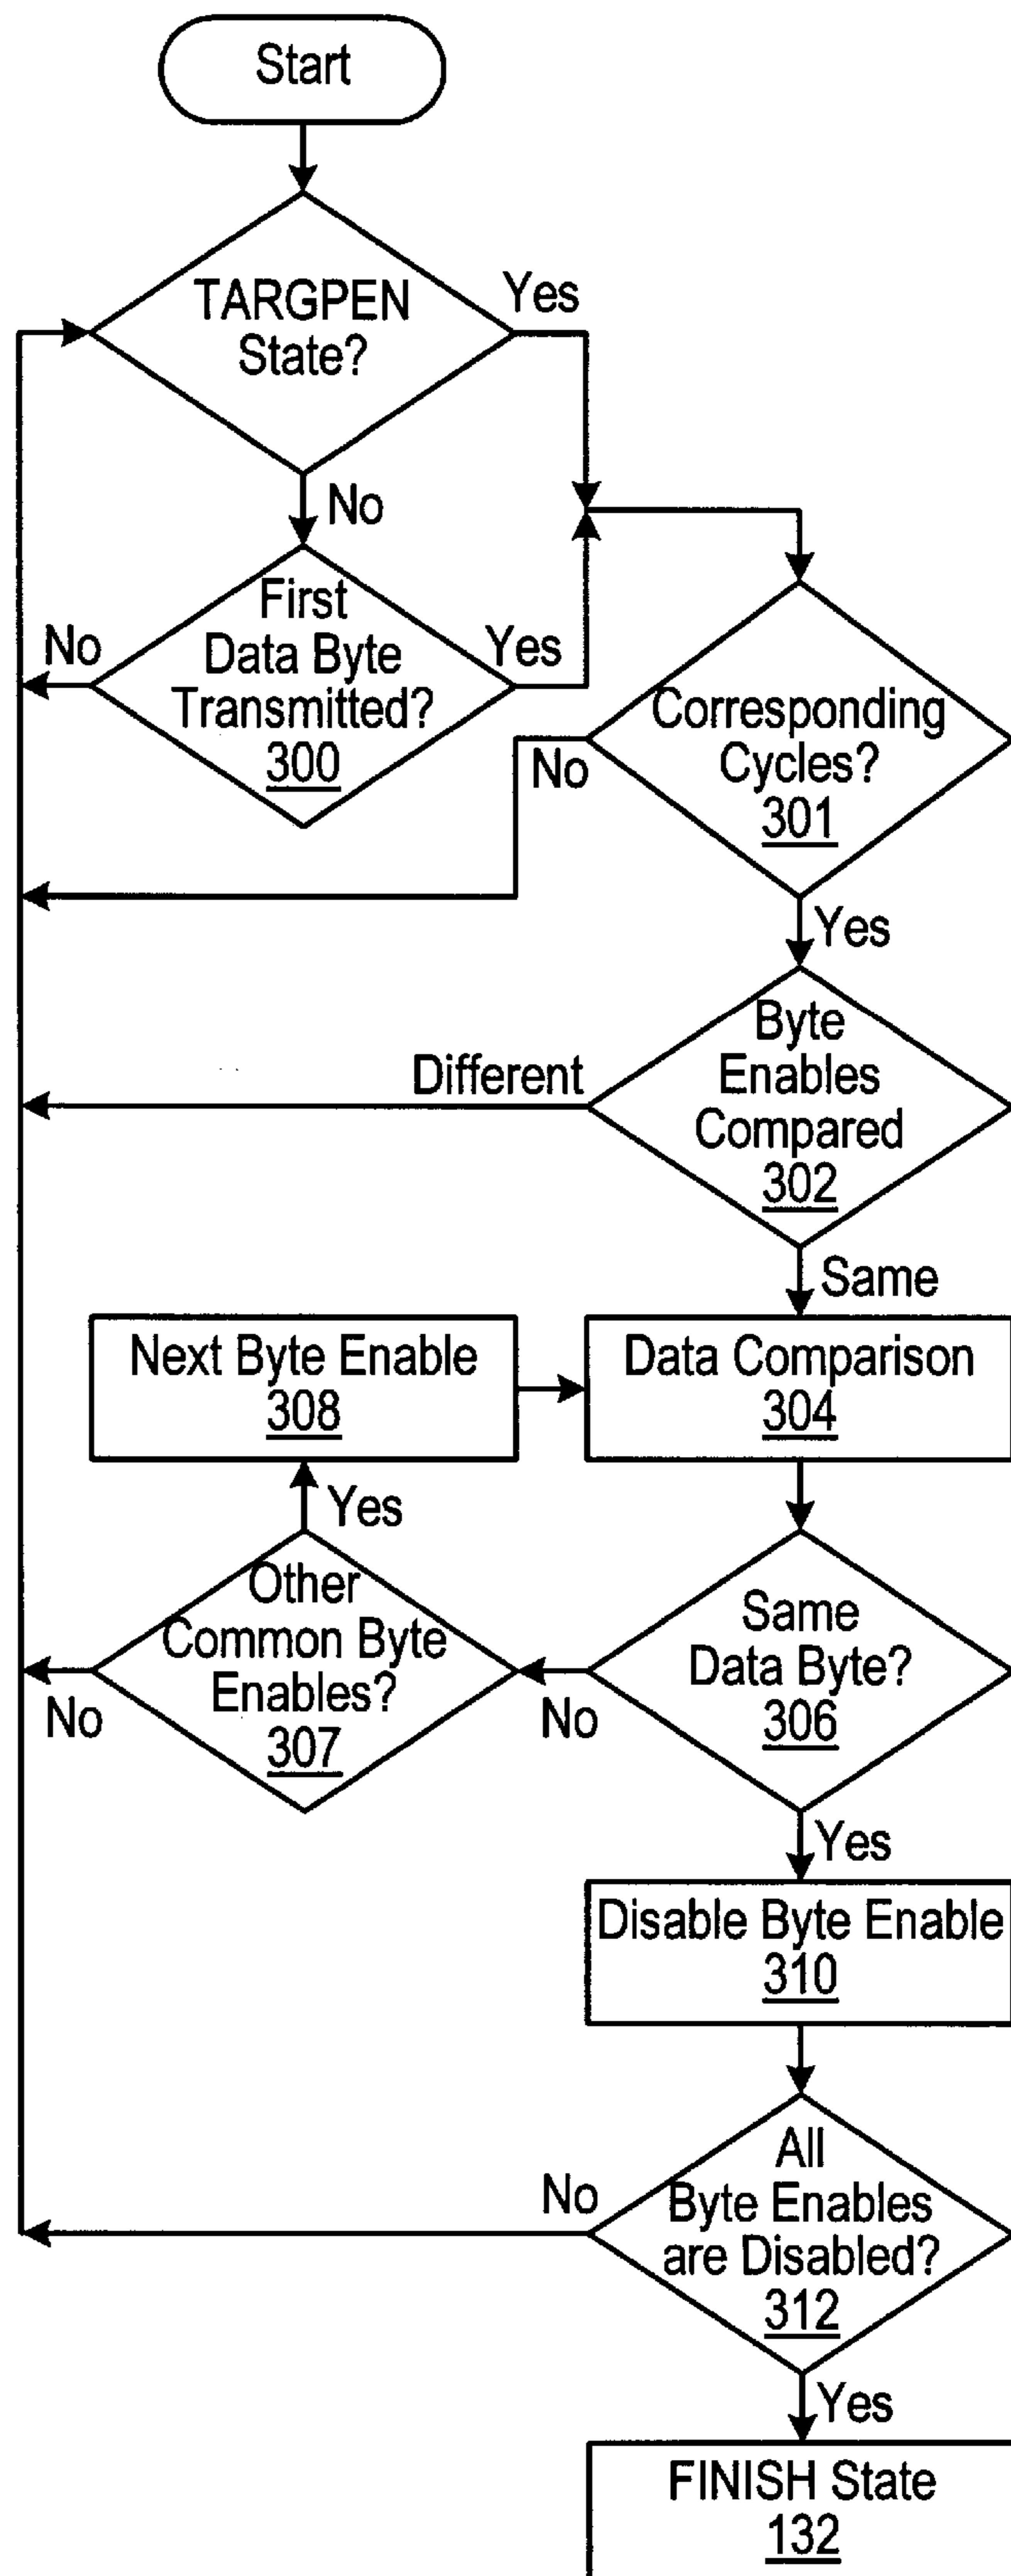 Start
TARGPEN
State?
Yes
No
First
Data Byte
Transmitted?
300
No
Yes
Corresponding
Cycles?
301
No
Yes
Byte
Enables
Compared
302
Different
Same
Next Byte Enable
308
Data Comparison
304
Yes
Other
Common Byte
Enables?
307
No
Same
Data Byte?
306
No
Yes
Disable Byte Enable
310
All
Byte Enables
are Disabled?
312
No
Yes
FINISH State
132